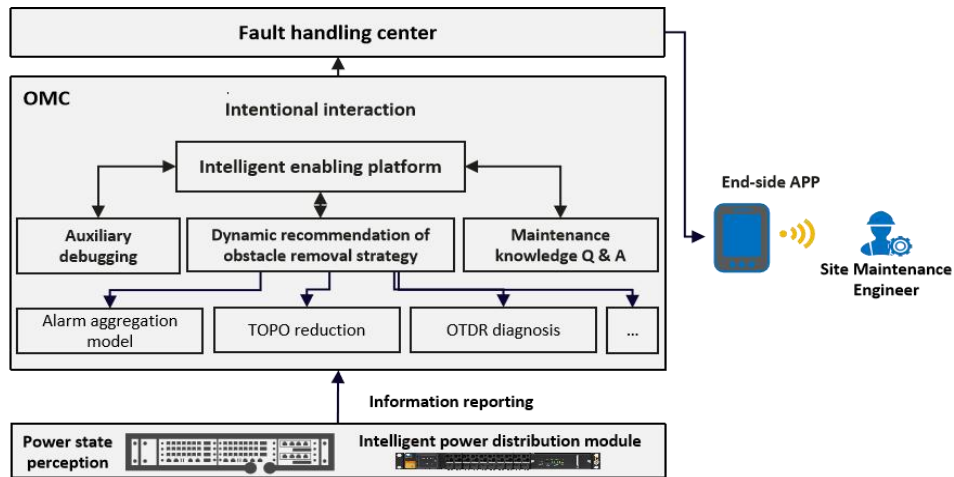 Fault handling center
OMC
Intentional interaction
Intelligent enabling platform
Auxiliary
debugging
Dynamic recommendation of
obstacle removal strategy
Maintenance
knowledge Q & A
Alarm aggregation
model
TOPO reduction
OTDR diagnosis
...
Information reporting
Power state
perception
Intelligent power distribution module
End-side APP
Site Maintenance
Engineer